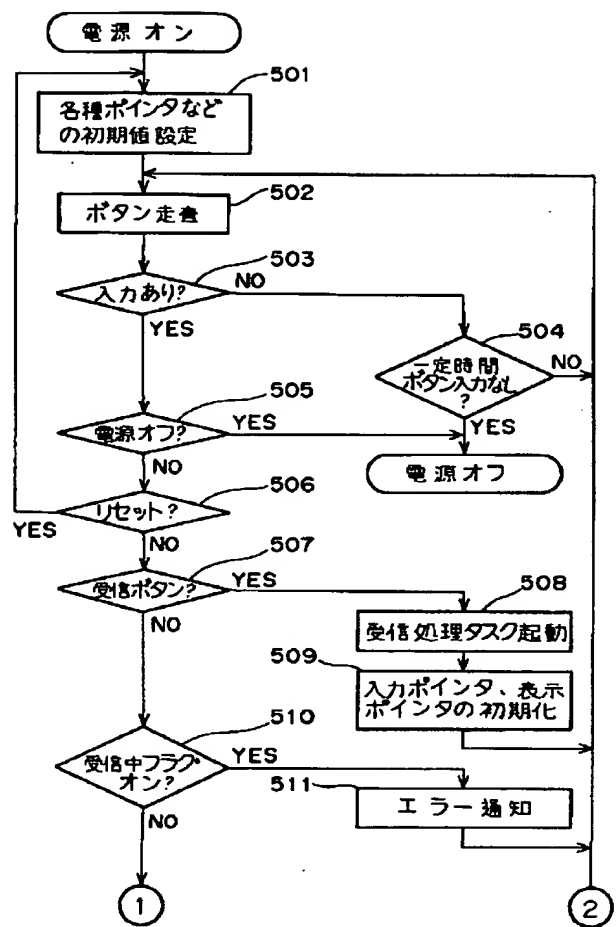 電源オン
501
各種ポインタなど
の初期値設定
502
ボタン走査
503
入力あり?
NO
YES
504
一定時間
ボタン入力なし
?
NO
YES
505
電源オフ?
YES
NO
電源オフ
506
リセット?
YES
NO
507
受信ボタン?
YES
NO
508
受信処理タスク起動
509
入力ポインタ、表示
ポインタの初期化
510
受信中フラグ
オン?
YES
NO
511
エラー通知
1
2